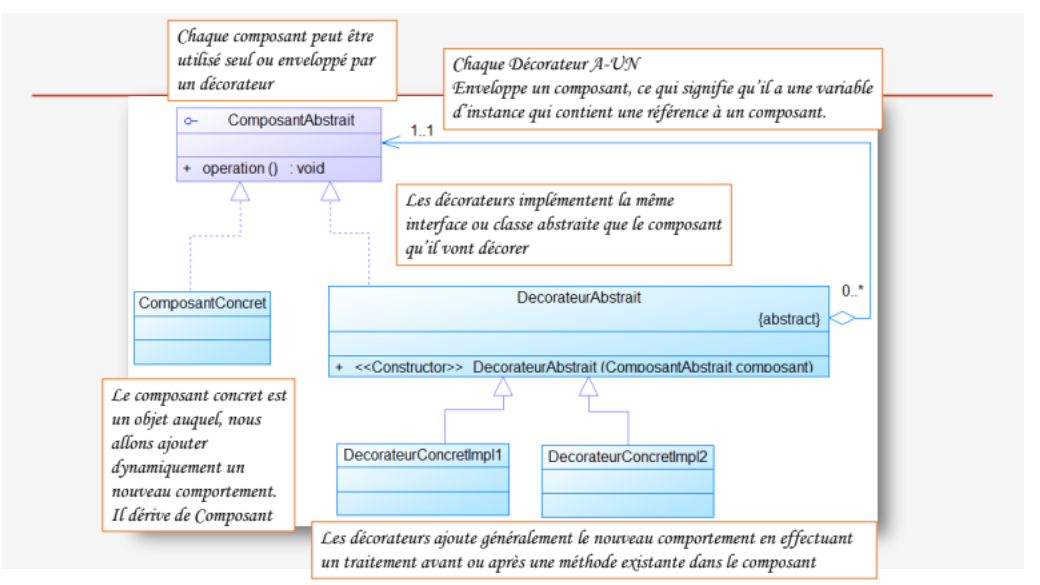 Chaque composant peut être
utilisé seul ou enveloppé par
un décorateur
Chaque Décorateur A-UN
Enveloppe un composant, ce qui signifie qu'il a une variable
d'instance qui contient une référence à un composant.
ComposantAbstrait
1..1
+ operation () : void
Les décorateurs implémentent la même
interface ou classe abstraite que le composant
qu'il vont décorer
ComposantConcret
DecorateurAbstrait
0..*
{abstract}
+ <<Constructor>> DecorateurAbstrait (ComposantAbstrait composant)
Le composant concret est
un objet auquel, nous
allons ajouter
dynamiquement un
nouveau comportement.
Il dérive de Composant
DecorateurConcretImpl1
DecorateurConcretImpl2
Les décorateurs ajoute généralement le nouveau comportement en effectuant
un traitement avant ou après une méthode existante dans le composant